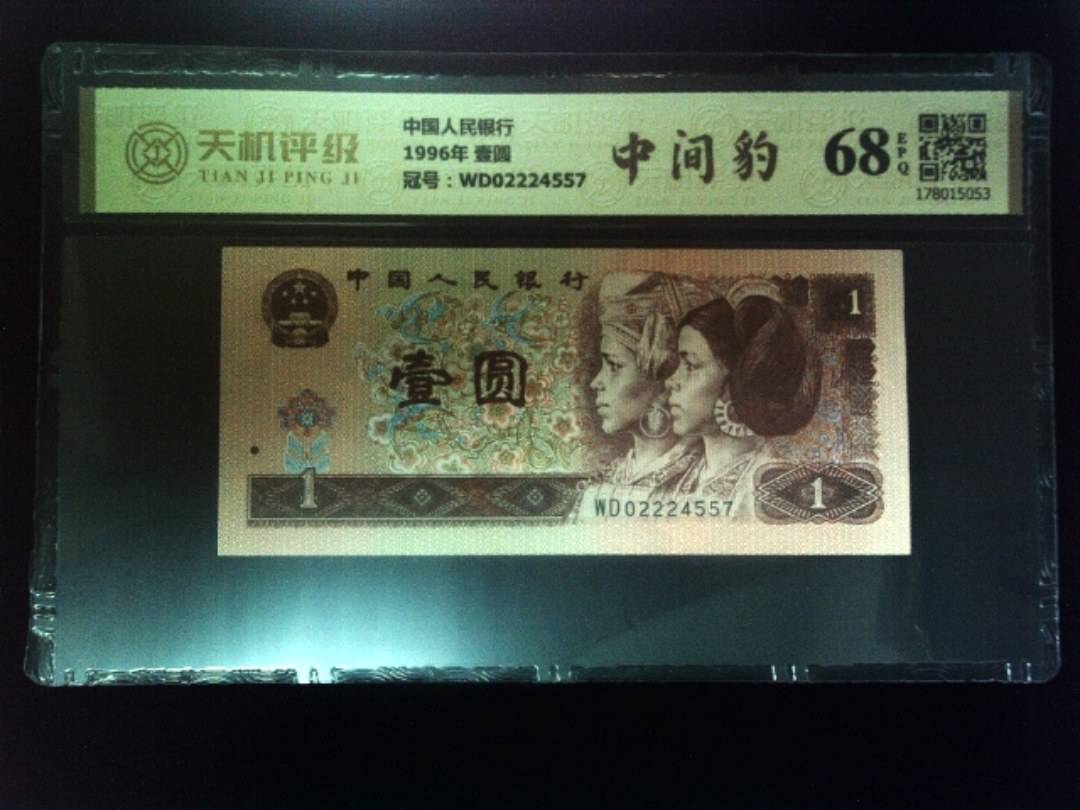 天机评级
TIAN JI PING JI
中国人民银行
1996年 壹圆
冠号：WD02224557
中间豹
68
EPQ
178015053
中国人民银行
壹圆
1
1
WD02224557
1